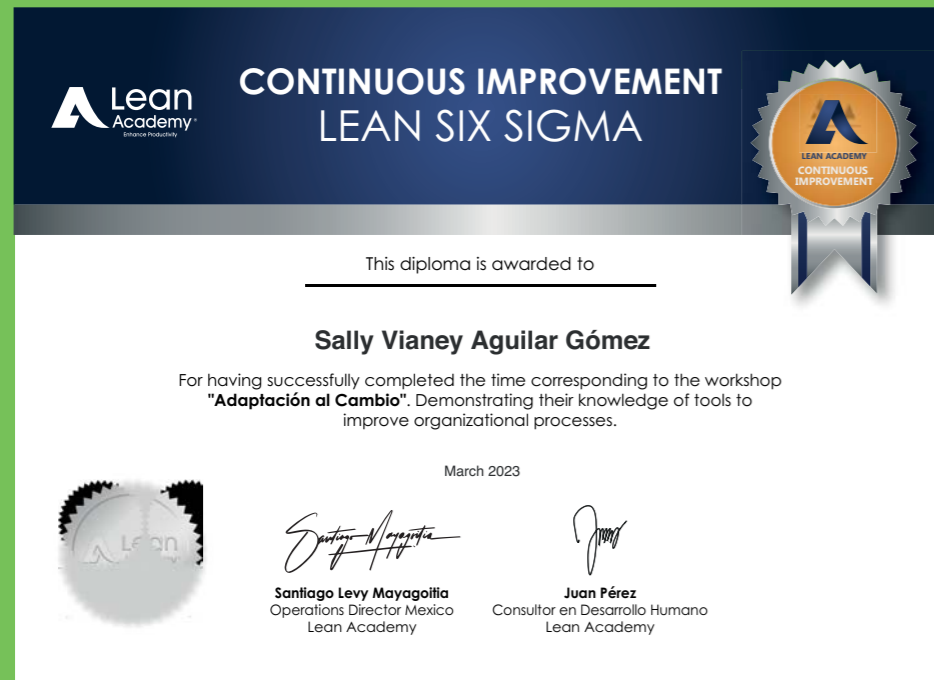 Lean
Academy
Enhance Productivity
CONTINUOUS IMPROVEMENT
LEAN SIX SIGMA
LEAN ACADEMY
CONTINUOUS
IMPROVEMENT
This diploma is awarded to
Sally Vianey Aguilar Gómez
For having successfully completed the time corresponding to the workshop
"Adaptación al Cambio". Demonstrating their knowledge of tools to
improve organizational processes.
March 2023
Lean
Academy
Santiago Mayagoitia
Santiago Levy Mayagoitia
Operations Director Mexico
Lean Academy
Juan Pérez
Consultor en Desarrollo Humano
Lean Academy